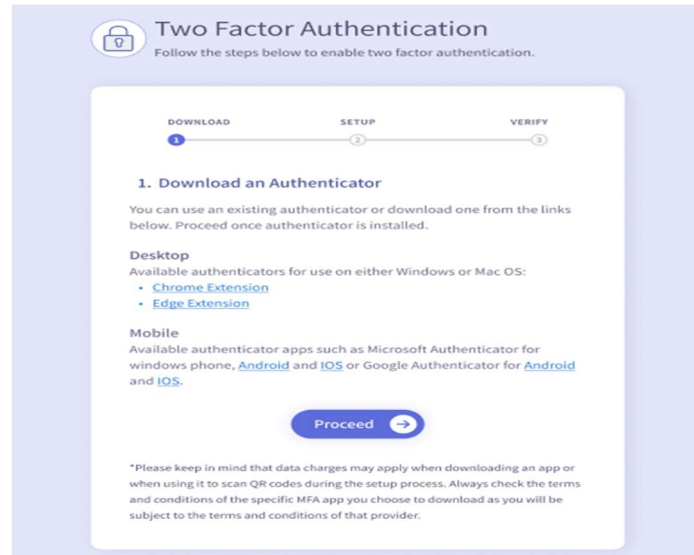 Two Factor Authentication
Follow the steps below to enable two factor authentication.
DOWNLOAD SETUP VERIFY
1 2 3
1. Download an Authenticator
You can use an existing authenticator or download one from the links
below. Proceed once authenticator is installed.
Desktop
Available authenticators for use on either Windows or Mac OS:
• Chrome Extension
• Edge Extension
Mobile
Available authenticator apps such as Microsoft Authenticator for
windows phone, Android and IOS or Google Authenticator for Android
and IOS.
Proceed
*Please keep in mind that data charges may apply when downloading an app or
when using it to scan QR codes during the setup process. Always check the terms
and conditions of the specific MFA app you choose to download as you will be
subject to the terms and conditions of that provider.